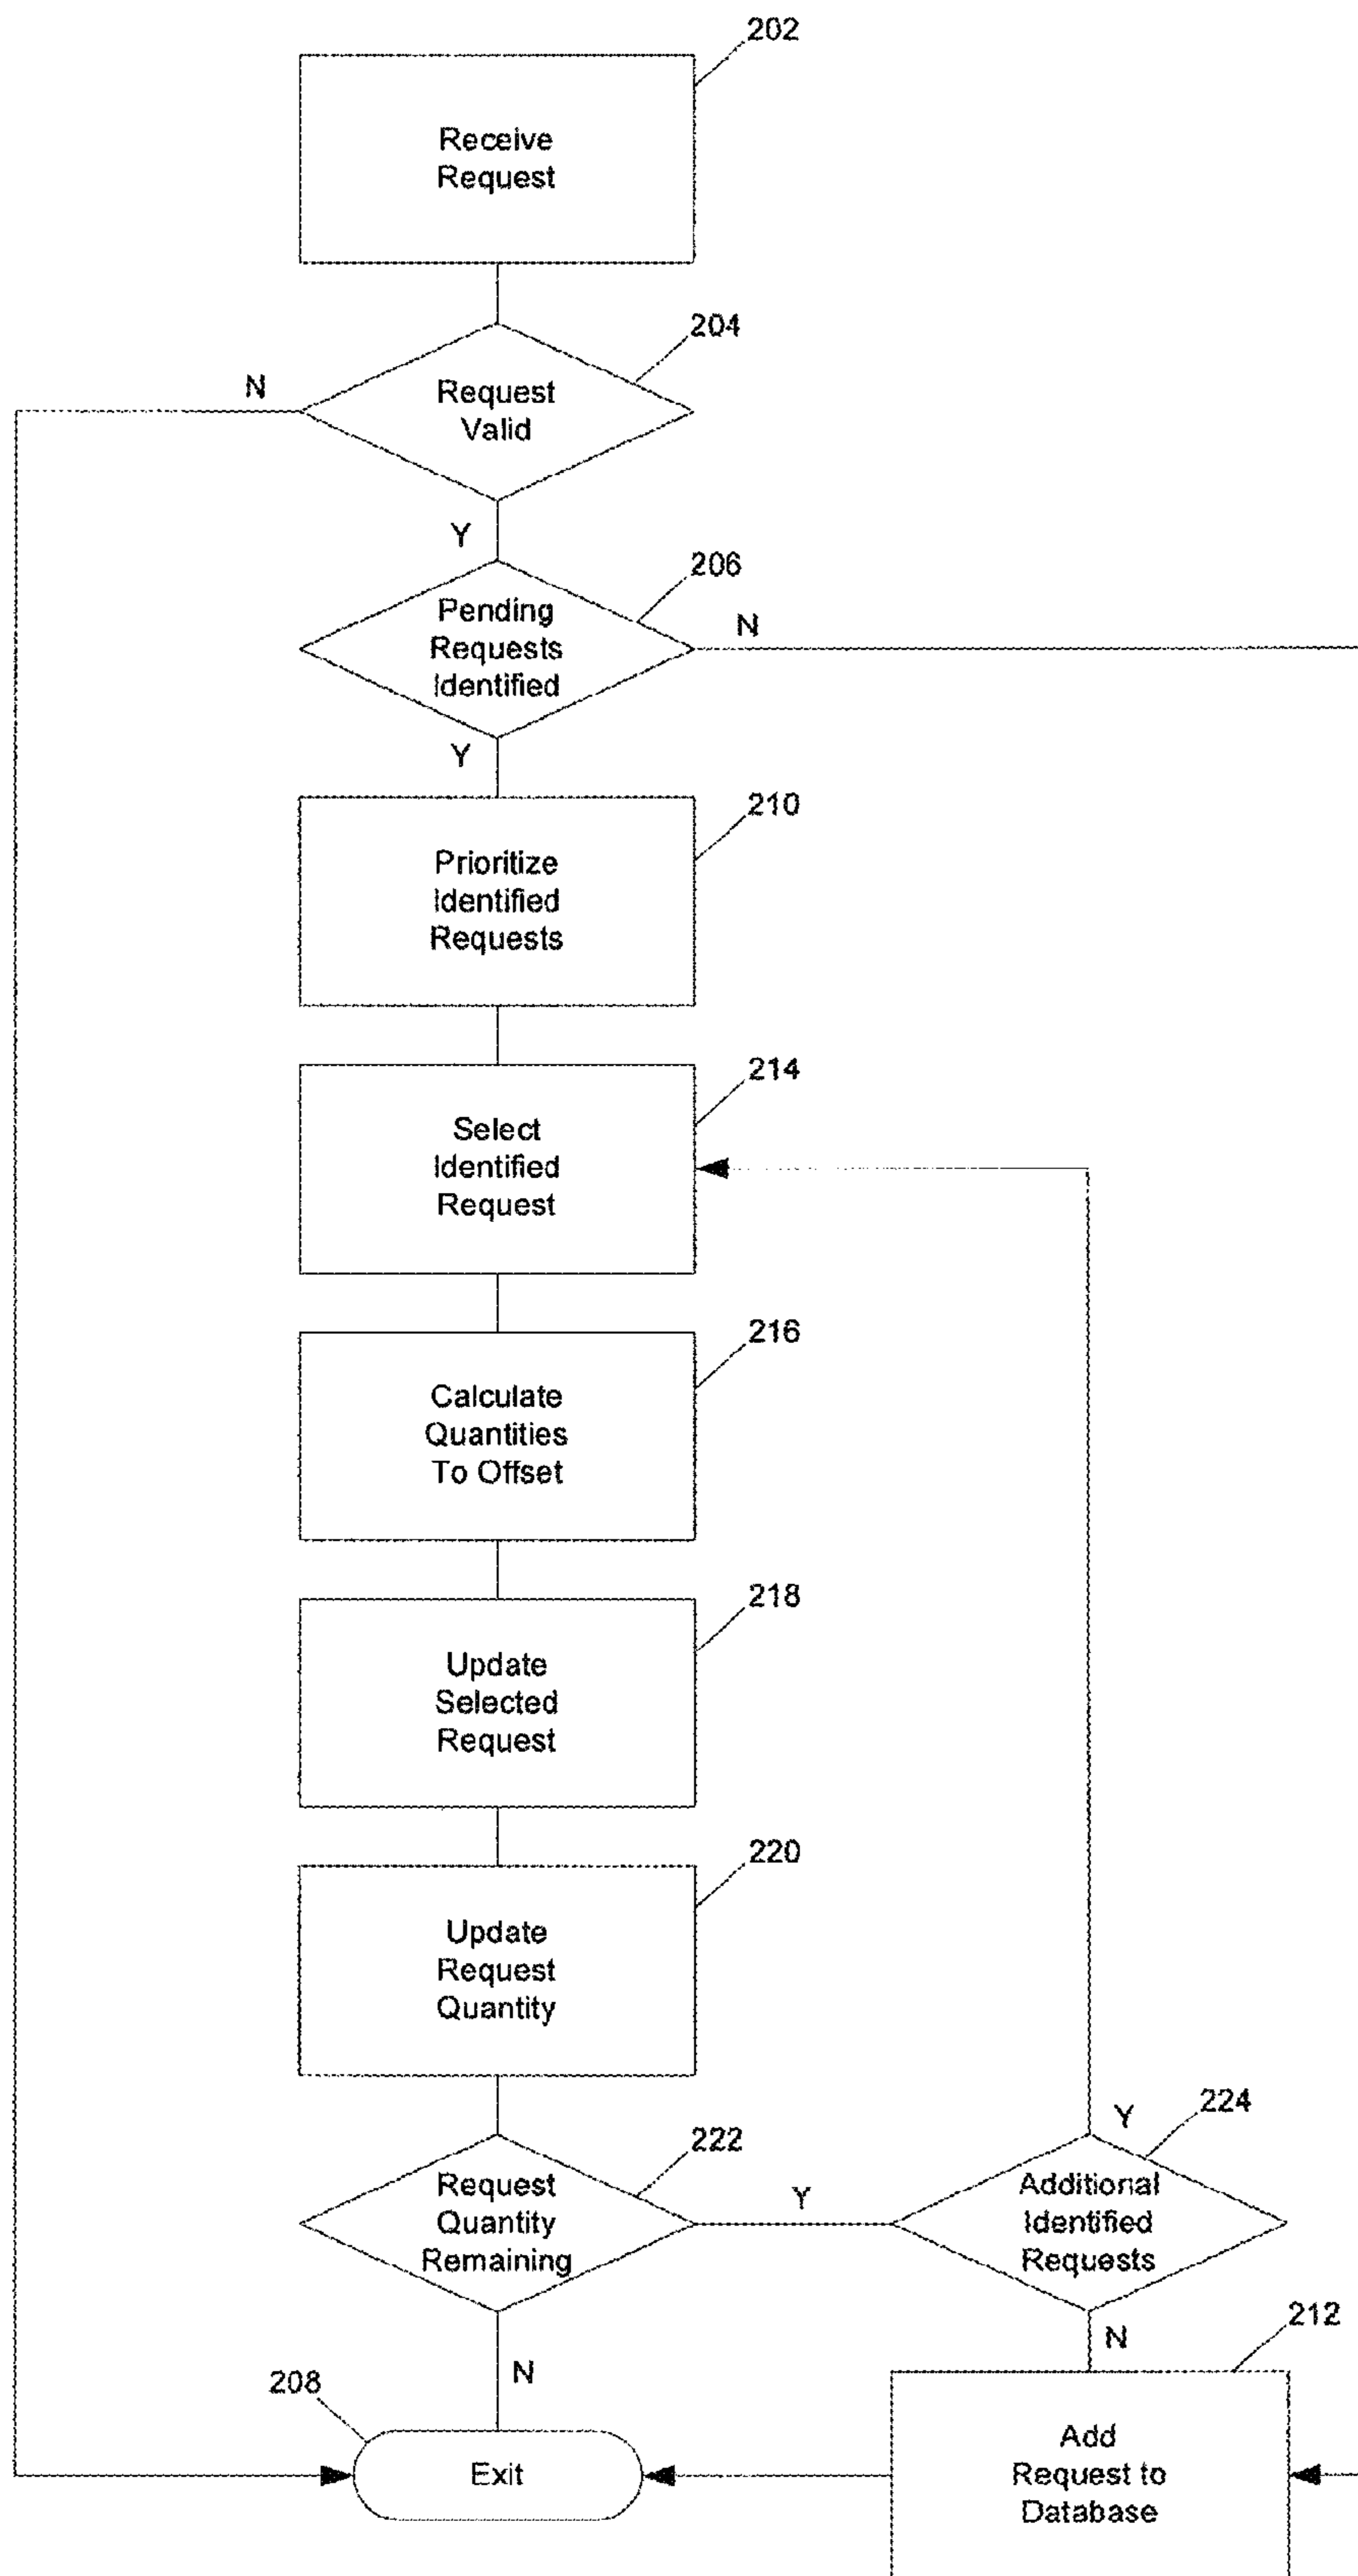 202
Receive
Request
204
N
Request
Valid
Y
206
Pending
Requests
Identified
N
Y
210
Prioritize
Identified
Requests
214
Select
Identified
Request
216
Calculate
Quantities
To Offset
218
Update
Selected
Request
220
Update
Request
Quantity
222
Request
Quantity
Remaining
Y
224
Y
Additional
Identified
Requests
N
N
212
208
Exit
Add
Request to
Database